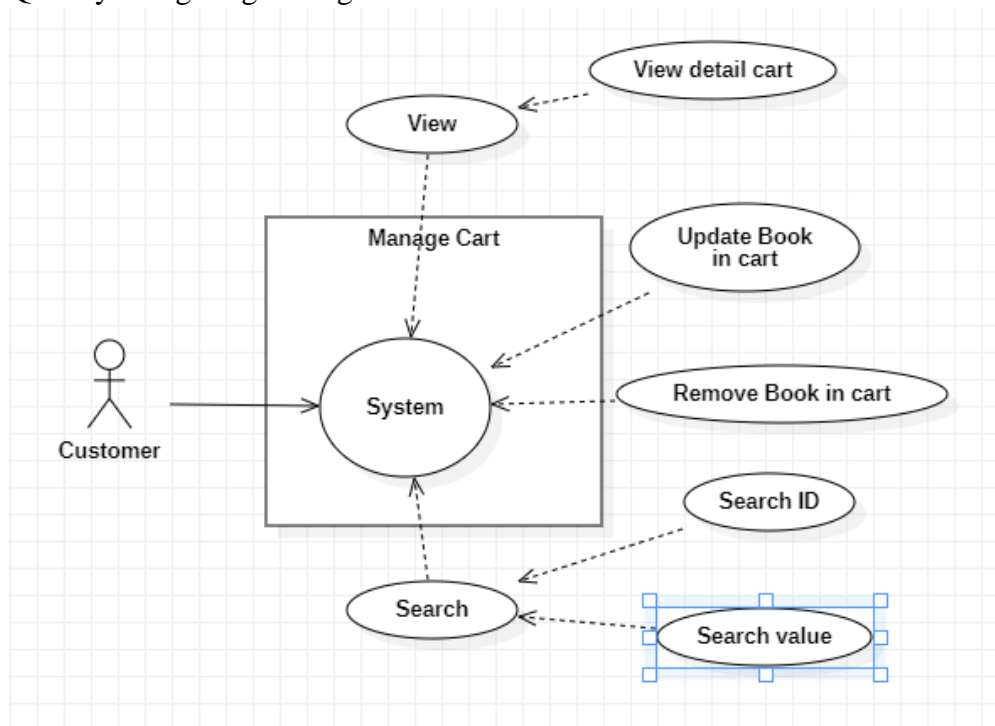 View detail cart
View
Manage Cart
Update Book
in cart
System
Remove Book in cart
Customer
Search ID
Search
Search value